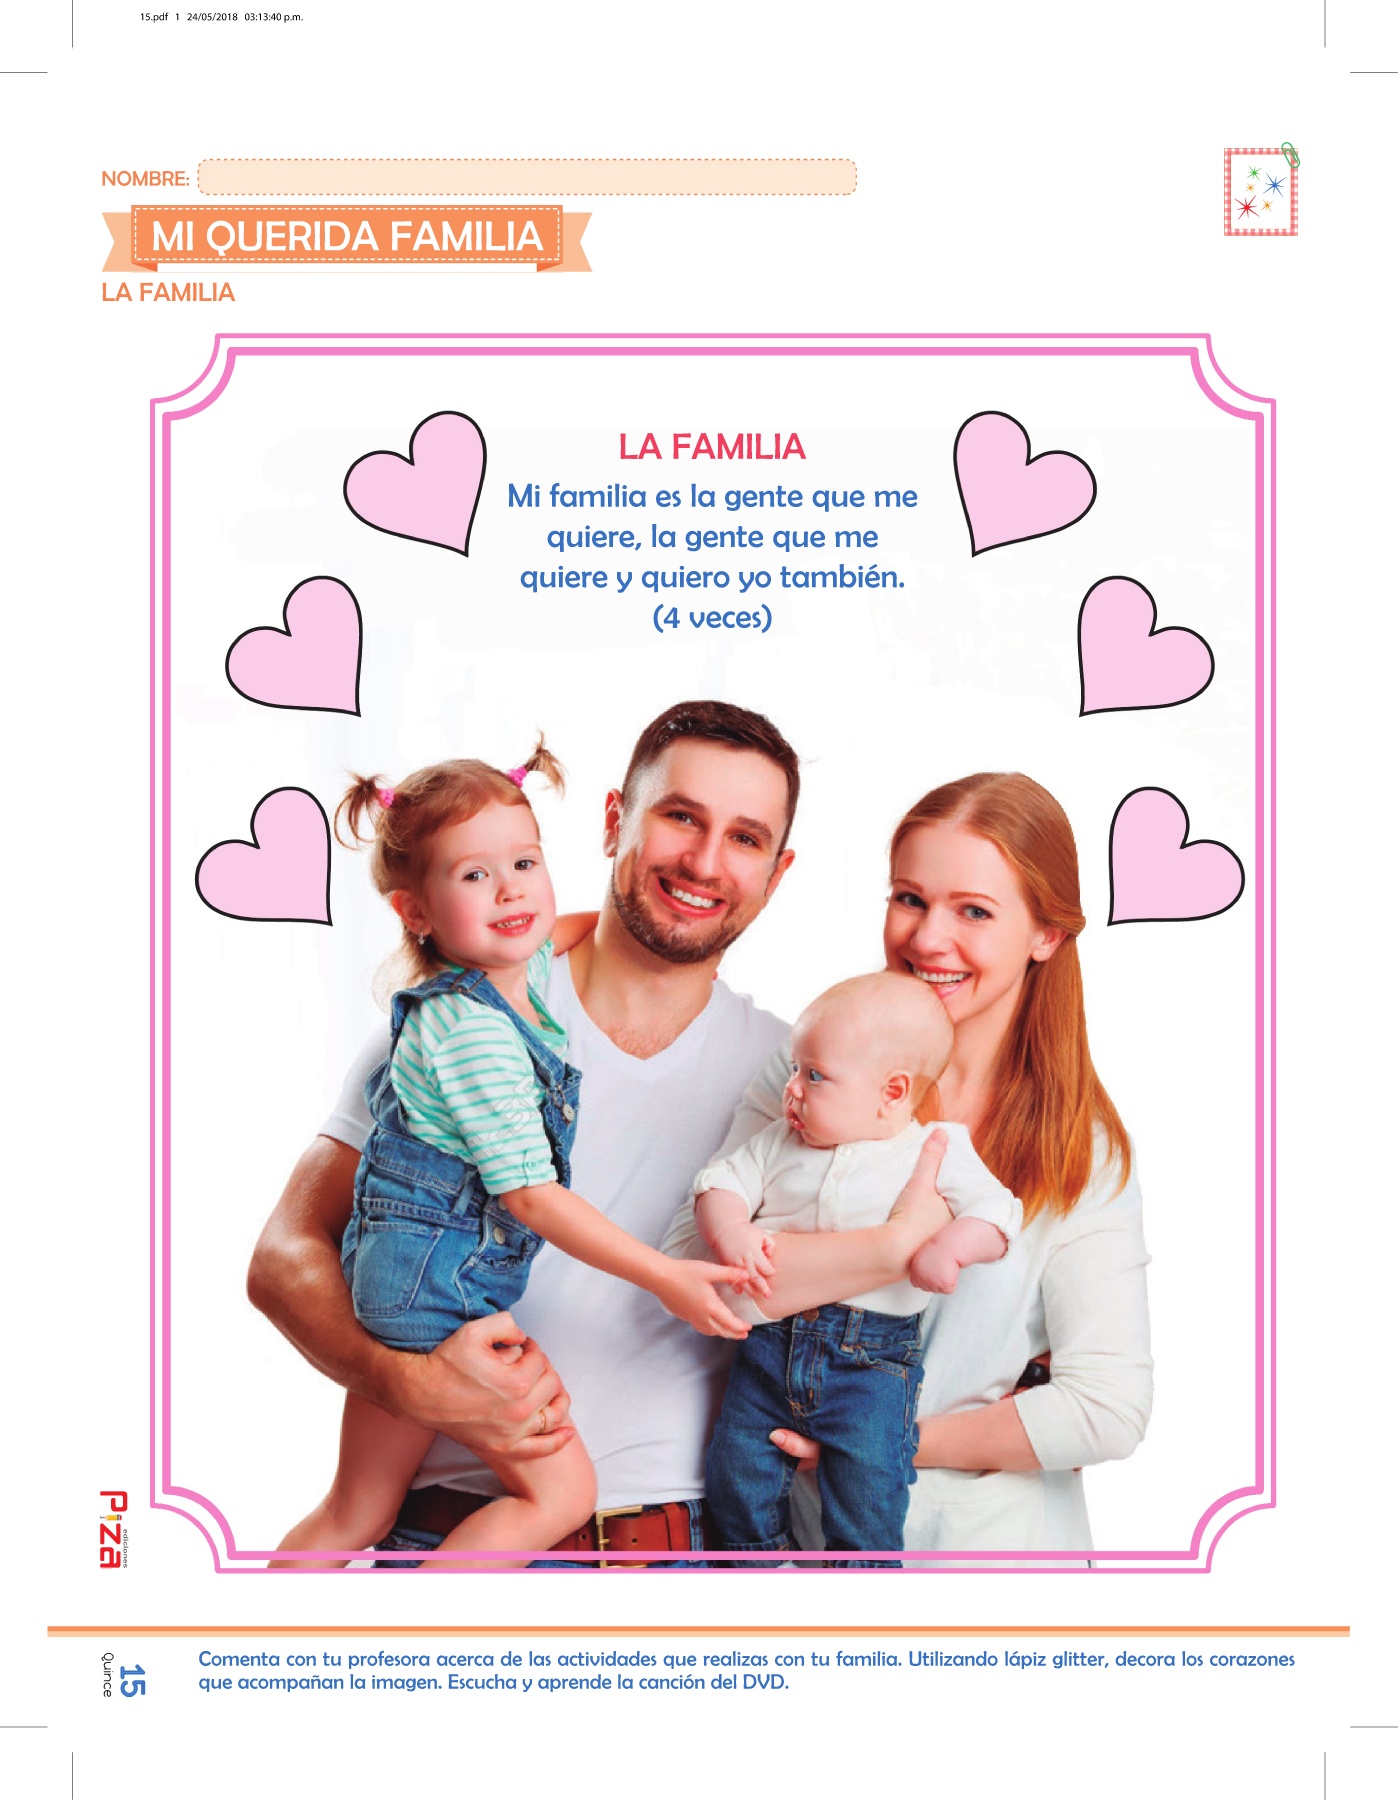 15.pdf 1 24/05/2018 03:13:40 p.m.
NOMBRE:
MI QUERIDA FAMILIA
LA FAMILIA
LA FAMILIA
Mi familia es la gente que me
quiere, la gente que me
quiere y quiero yo también.
(4 veces)
Piza
ediciones
15
Quince
Comenta con tu profesora acerca de las actividades que realizas con tu familia. Utilizando lápiz glitter, decora los corazones
que acompañan la imagen. Escucha y aprende la canción del DVD.